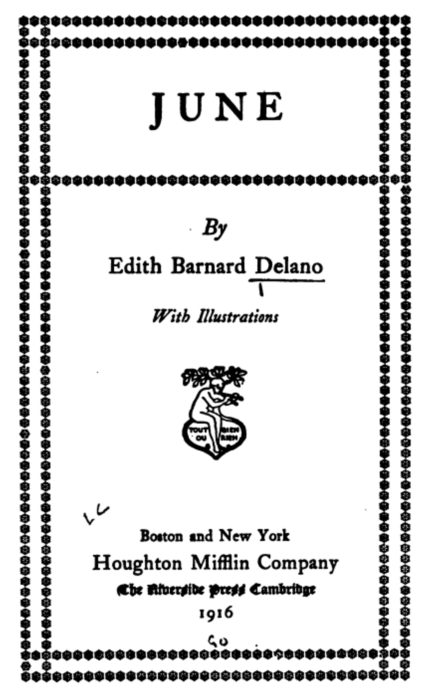 JUNE
By
Edith Barnard Delano
With Illustrations
TOUT BIEN
OU RIEN
Boston and New York
Houghton Mifflin Company
The Riverside Press Cambridge
1916